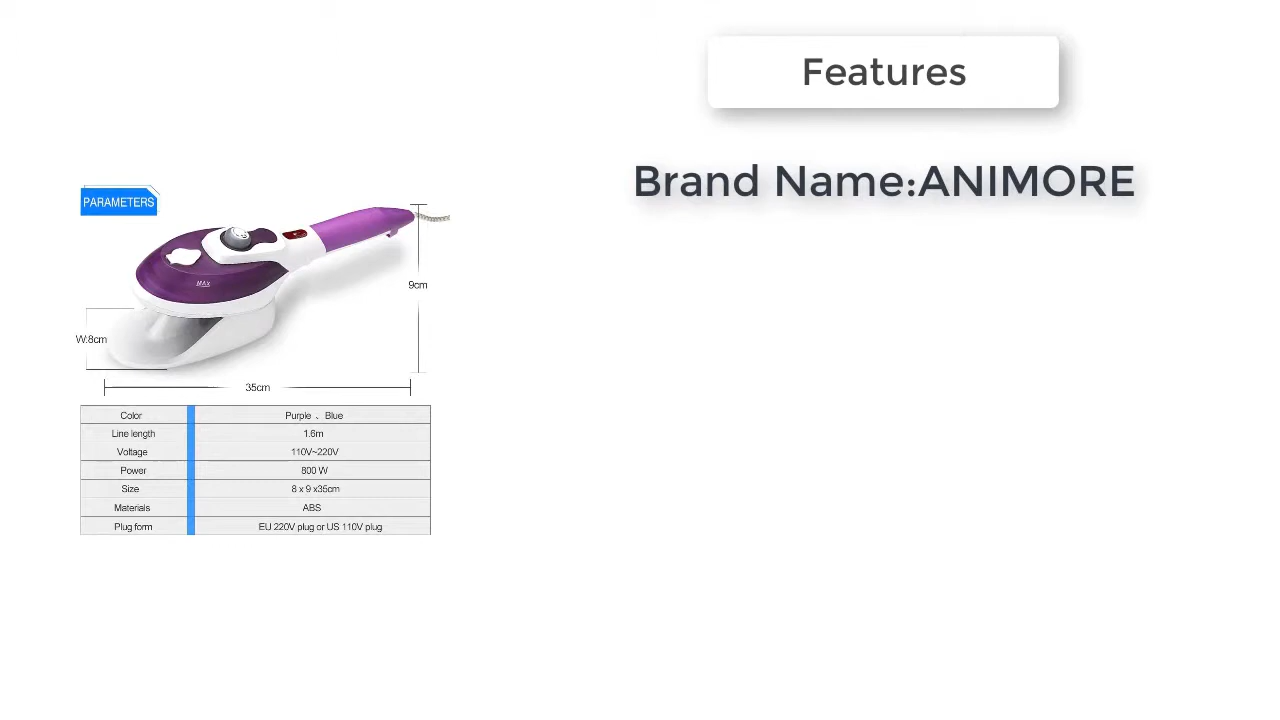 Features
Brand Name:ANIMORE
PARAMETERS
MAX
9cm
W:8cm
35cm
Color Purple 、Blue
Line length 1.6m
Voltage 110V~220V
Power 800 W
Size 8 x 9 x35cm
Materials ABS
Plug form EU 220V plug or US 110V plug